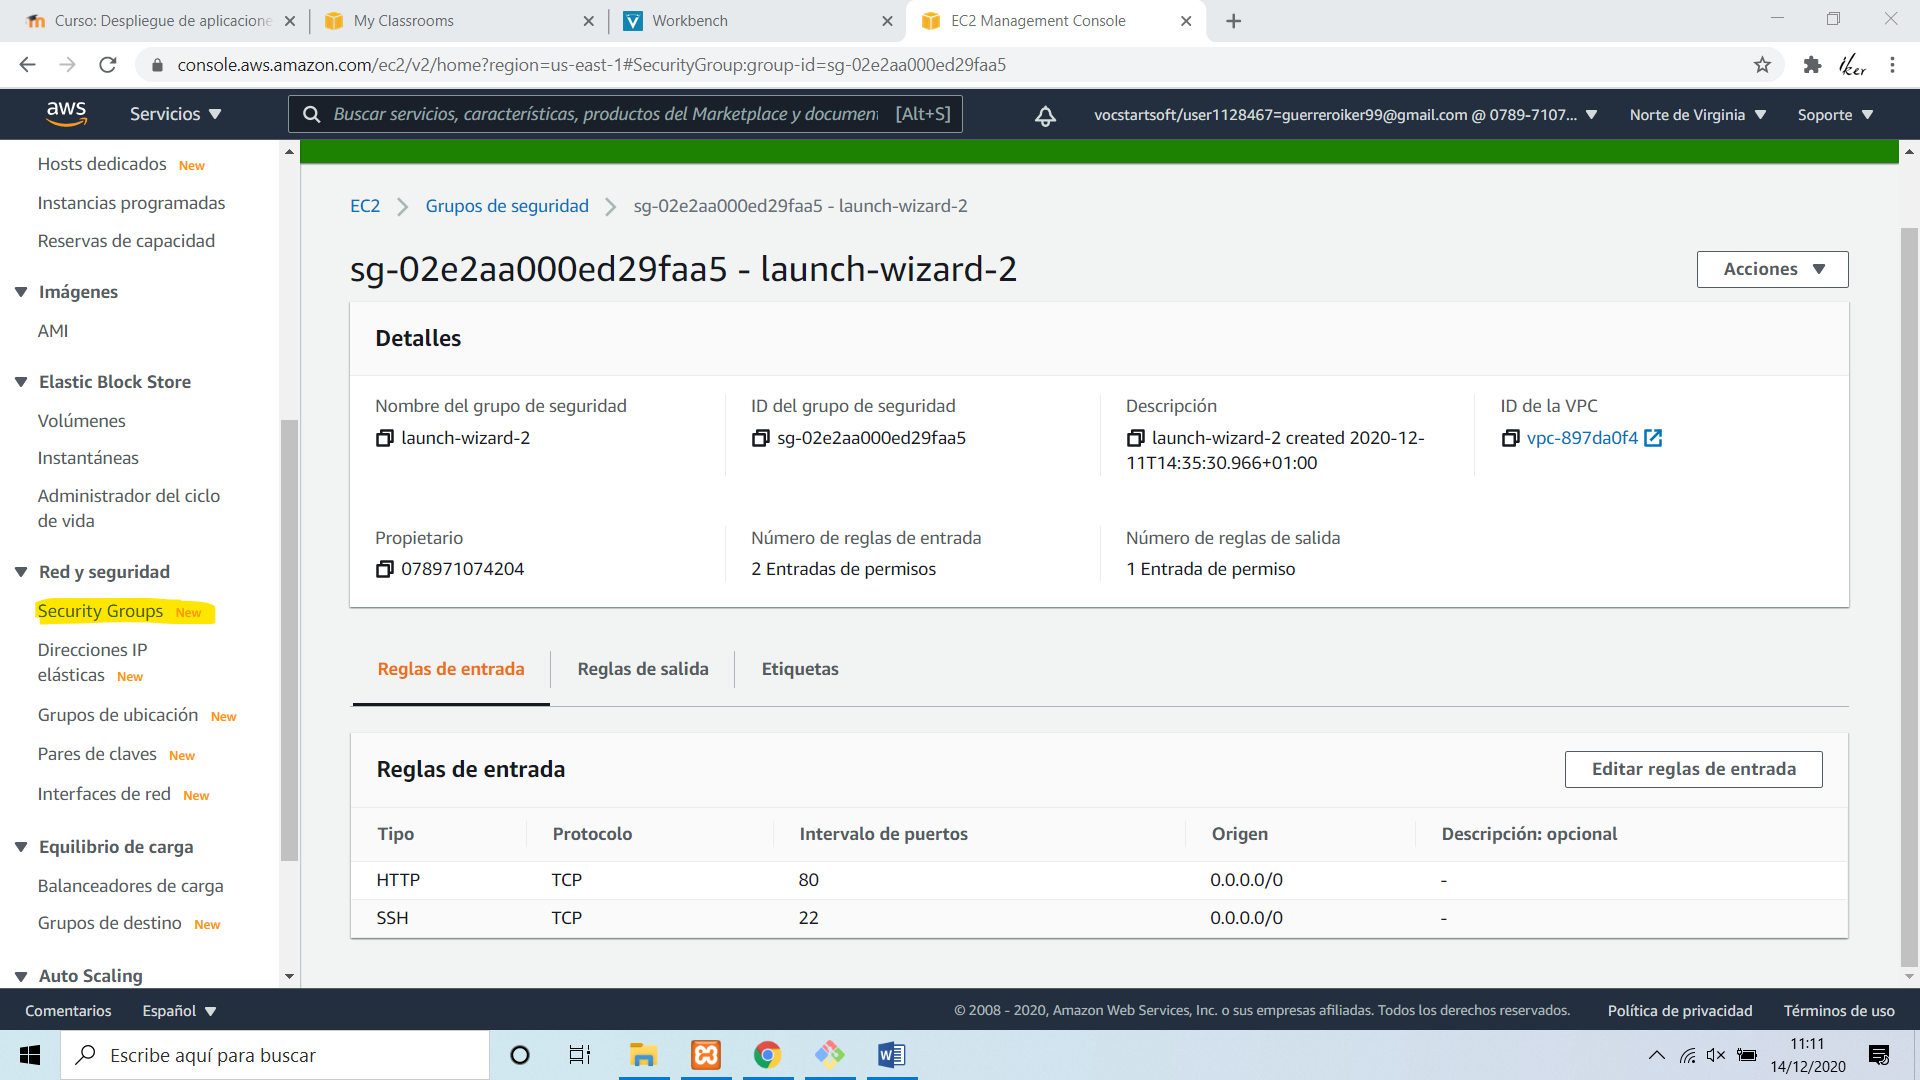 Curso: Despliegue de aplicacione
My Classrooms
Workbench
EC2 Management Console
console.aws.amazon.com/ec2/v2/home?region=us-east-1#SecurityGroup:group-id=sg-02e2aa000ed29faa5
iker
aws
Servicios
Buscar servicios, características, productos del Marketplace y documen
[Alt+S]
vocstartsoft/user1128467=guerreroiker99@gmail.com @ 0789-7107...
Norte de Virginia
Soporte
Hosts dedicados New
Instancias programadas
Reservas de capacidad
Imágenes
AMI
Elastic Block Store
Volúmenes
Instantáneas
Administrador del ciclo
de vida
Red y seguridad
Security Groups New
Direcciones IP
elásticas New
Grupos de ubicación New
Pares de claves New
Interfaces de red New
Equilibrio de carga
Balanceadores de carga
Grupos de destino New
Auto Scaling
EC2 > Grupos de seguridad > sg-02e2aa000ed29faa5 - launch-wizard-2
sg-02e2aa000ed29faa5 - launch-wizard-2
Acciones
Detalles
Nombre del grupo de seguridad
launch-wizard-2
ID del grupo de seguridad
sg-02e2aa000ed29faa5
Descripción
launch-wizard-2 created 2020-12-
11T14:35:30.966+01:00
ID de la VPC
vpc-897da0f4
Propietario
078971074204
Número de reglas de entrada
2 Entradas de permisos
Número de reglas de salida
1 Entrada de permiso
Reglas de entrada
Reglas de salida
Etiquetas
Reglas de entrada
Editar reglas de entrada
Tipo Protocolo Intervalo de puertos Origen Descripción: opcional
HTTP TCP 80 0.0.0.0/0 -
SSH TCP 22 0.0.0.0/0 -
Comentarios
Español
© 2008 - 2020, Amazon Web Services, Inc. o sus empresas afiliadas. Todos los derechos reservados.
Política de privacidad
Términos de uso
Escribe aquí para buscar
11:11
14/12/2020